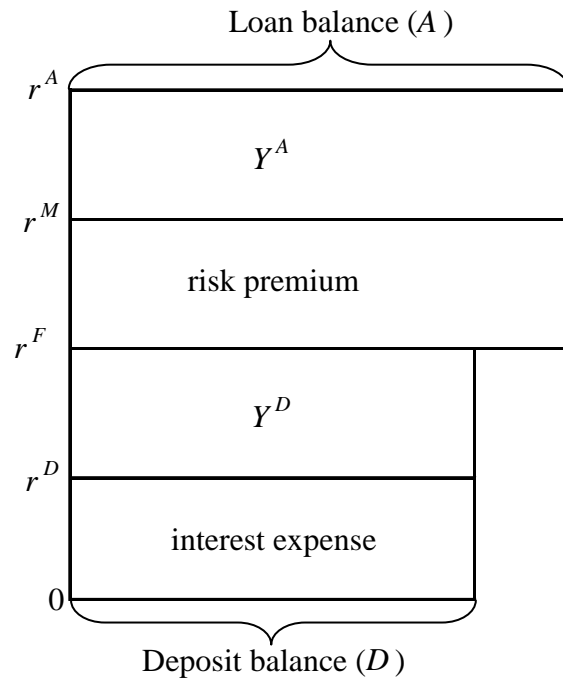 Loan balance (A)
r^A
Y^A
r^M
risk premium
r^F
Y^D
r^D
interest expense
0
Deposit balance (D)